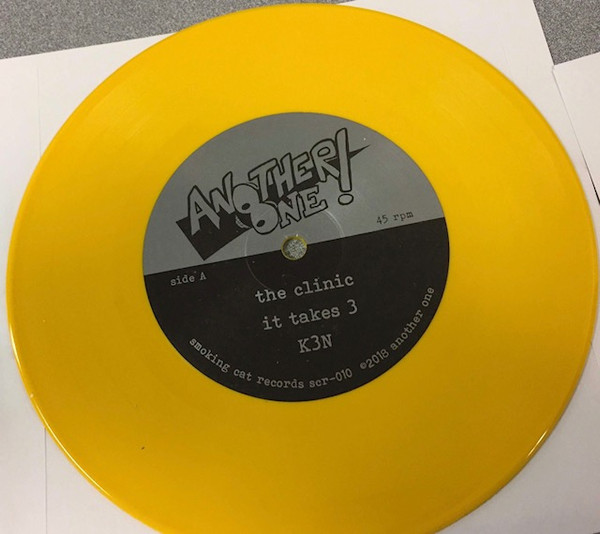 ANOTHER
ONE!
45 rpm
side A
the clinic
it takes 3
K3N
smoking cat records scr-010 ©2018 another one